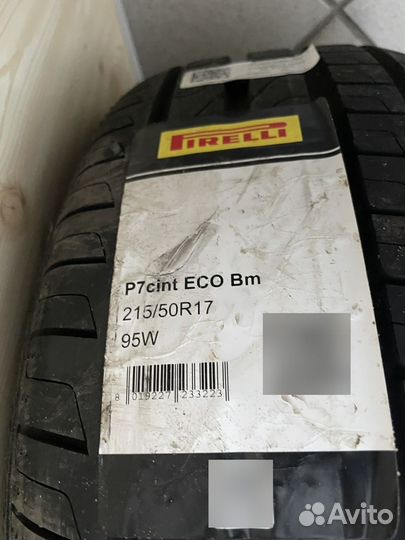 PIRELLI
P7cint ECO Bm
215/50R17
95W
8 019227 233223
Avito